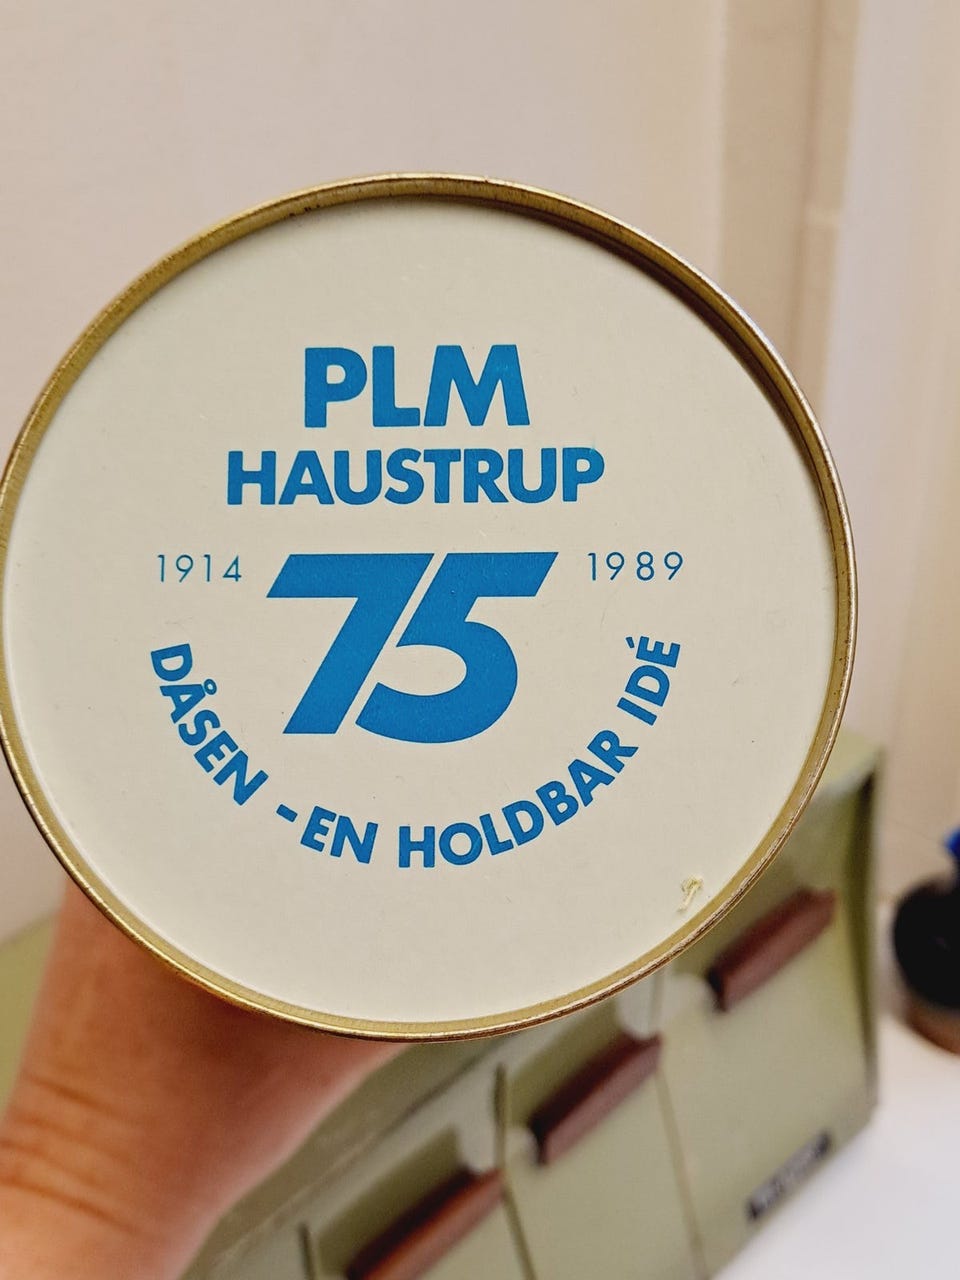 PLM
HAUSTRUP
1914 75 1989
DÅSEN - EN HOLDBAR IDÉ